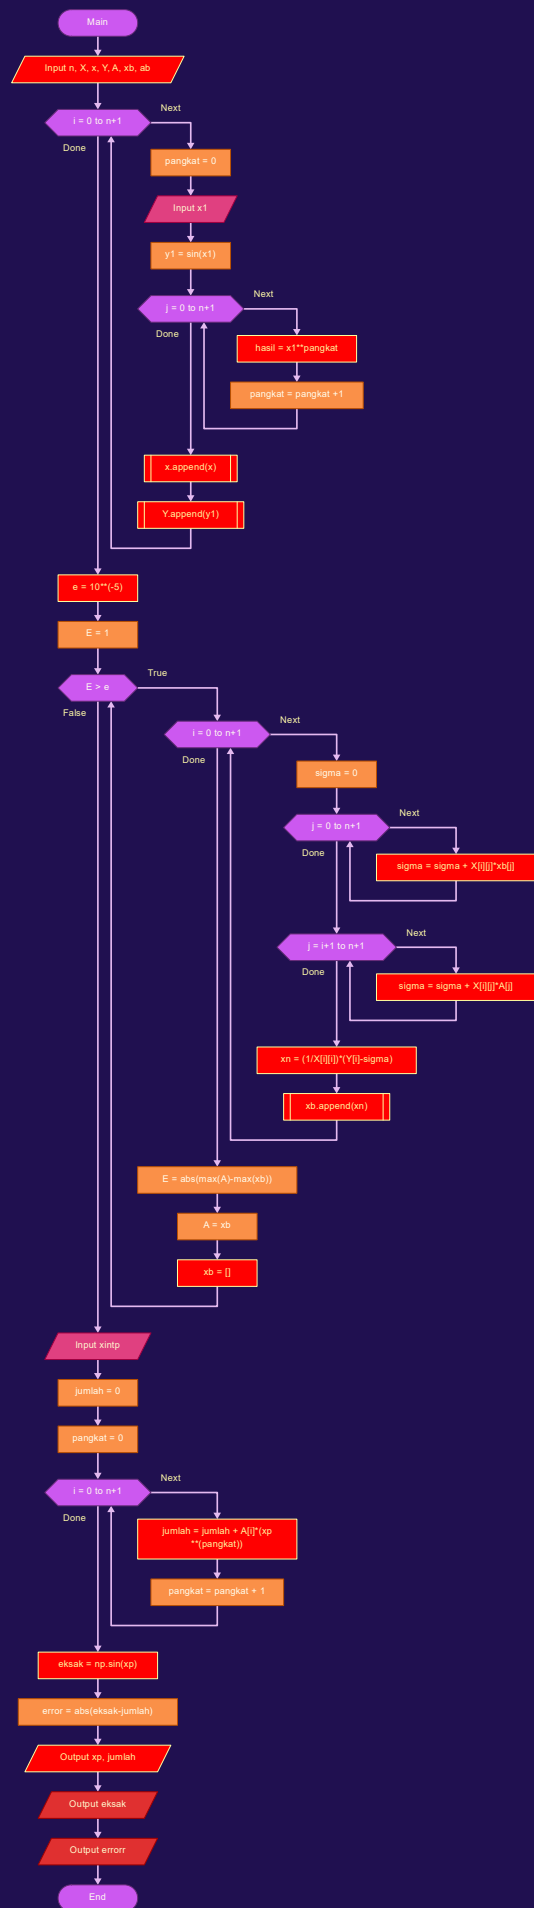 Main
Input n, X, x, Y, A, xb, ab
i = 0 to n+1
Next
Done
pangkat = 0
Input x1
y1 = sin(x1)
j = 0 to n+1
Next
Done
hasil = x1**pangkat
pangkat = pangkat +1
x.append(x)
Y.append(y1)
e = 10**(-5)
E = 1
E > e
True
False
i = 0 to n+1
Next
Done
sigma = 0
j = 0 to n+1
Next
Done
sigma = sigma + X[i][j]*xb[j]
j = i+1 to n+1
Next
Done
sigma = sigma + X[i][j]*A[j]
xn = (1/X[i][i])*(Y[i]-sigma)
xb.append(xn)
E = abs(max(A)-max(xb))
A = xb
xb = []
Input xintp
jumlah = 0
pangkat = 0
i = 0 to n+1
Next
Done
jumlah = jumlah + A[i]*(xp
**(pangkat))
pangkat = pangkat + 1
eksak = np.sin(xp)
error = abs(eksak-jumlah)
Output xp, jumlah
Output eksak
Output errorr
End